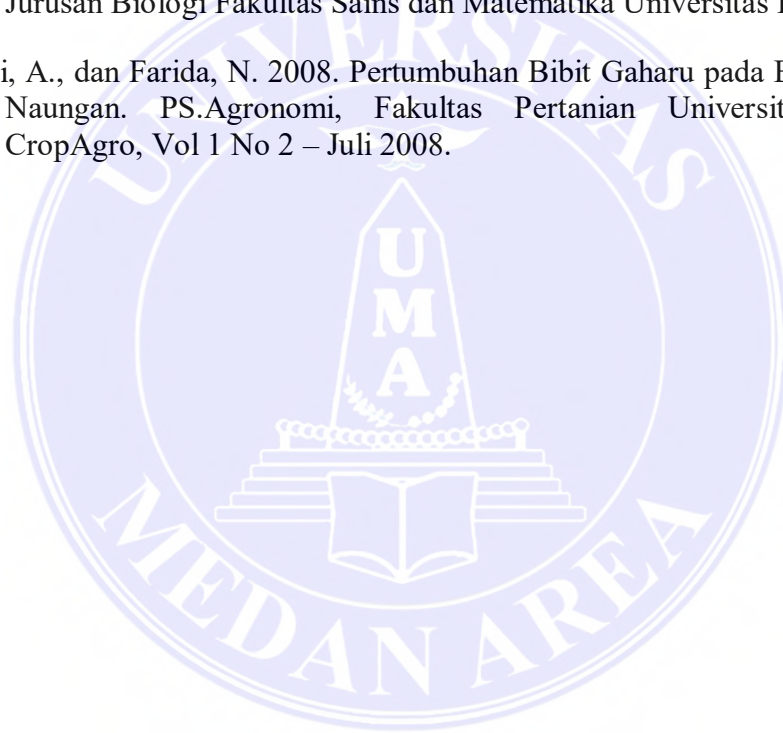 Jurusan Biologi Fakultas Sains dan Matematika Universitas
i, A., dan Farida, N. 2008. Pertumbuhan Bibit Gaharu pada
Naungan. PS.Agronomi, Fakultas Pertanian
CropAgro, Vol 1 No 2 – Juli 2008.
UNIVERSITAS
U
M
A
MEDAN AREA